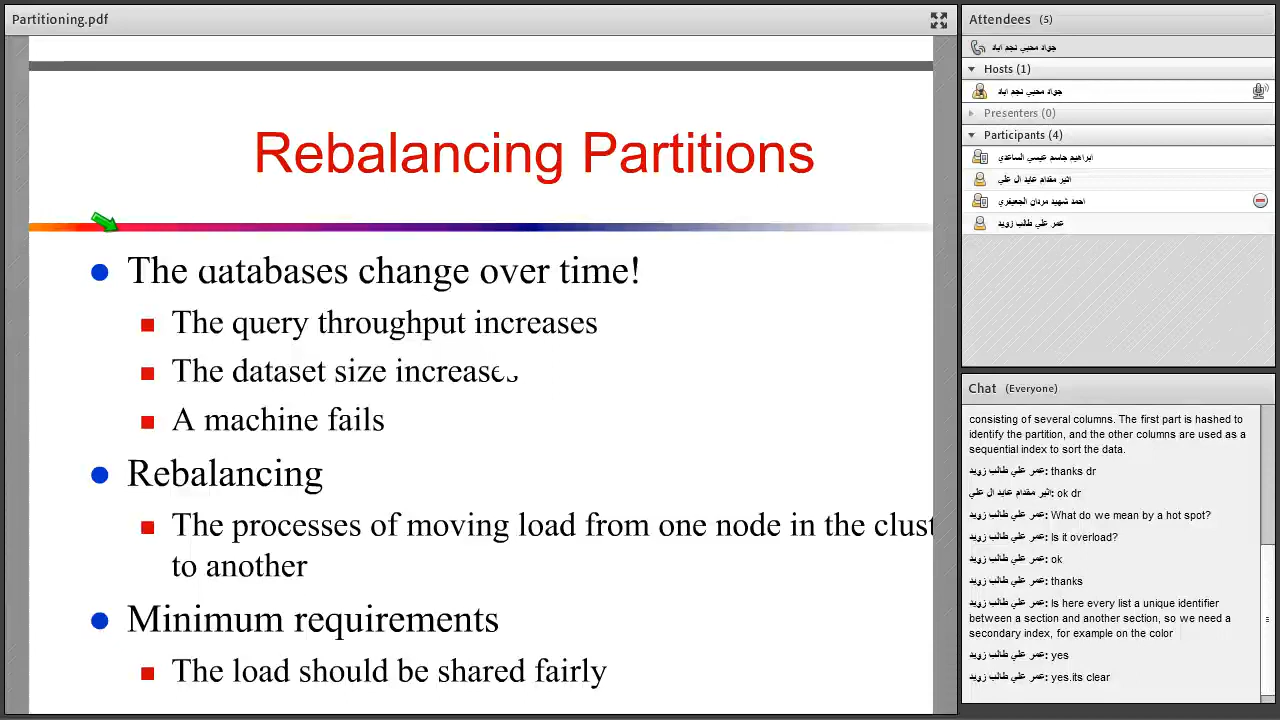 Partitioning.pdf
Rebalancing Partitions
The databases change over time!
The query throughput increases
The dataset size increases
A machine fails
Rebalancing
The processes of moving load from one node in the clust
to another
Minimum requirements
The load should be shared fairly
Attendees (5)
جواد محبي نجم اباد
Hosts (1)
جواد محبي نجم اباد
Presenters (0)
Participants (4)
ابراهيم جاسم عيسي الساعدي
اثير مقدام عابد ال علي
احمد شهيد مردان الجعيفري
عمر علي طالب زويد
Chat (Everyone)
consisting of several columns. The first part is hashed to
identify the partition, and the other columns are used as a
sequential index to sort the data.
عمر علي طالب زويد: thanks dr
اثير مقدام عابد ال علي: ok dr
عمر علي طالب زويد: What do we mean by a hot spot?
عمر علي طالب زويد: Is it overload?
عمر علي طالب زويد: ok
عمر علي طالب زويد: thanks
عمر علي طالب زويد: Is here every list a unique identifier
between a section and another section, so we need a
secondary index, for example on the color
عمر علي طالب زويد: yes
عمر علي طالب زويد: yes.its clear